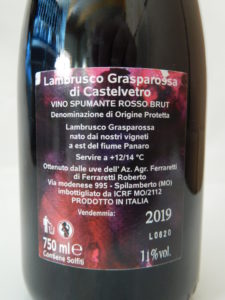 Lambrusco Grasparossa
di Castelvetro
VINO SPUMANTE ROSSO BRUT
Denominazione di Origine Protetta
Lambrusco Grasparossa
nato dai nostri vigneti
a est del fiume Panaro
Servire a +12/14 °C
Ottenuto dalle uve dell' Az. Agr. Ferraretti
di Ferraretti Roberto
Via modenese 995 - Spilamberto (MO)
imbottigliato da ICRF MO/2112
PRODOTTO IN ITALIA
Vendemmia: 2019
L0620
750 ml e
Contiene Solfiti
11% vol.